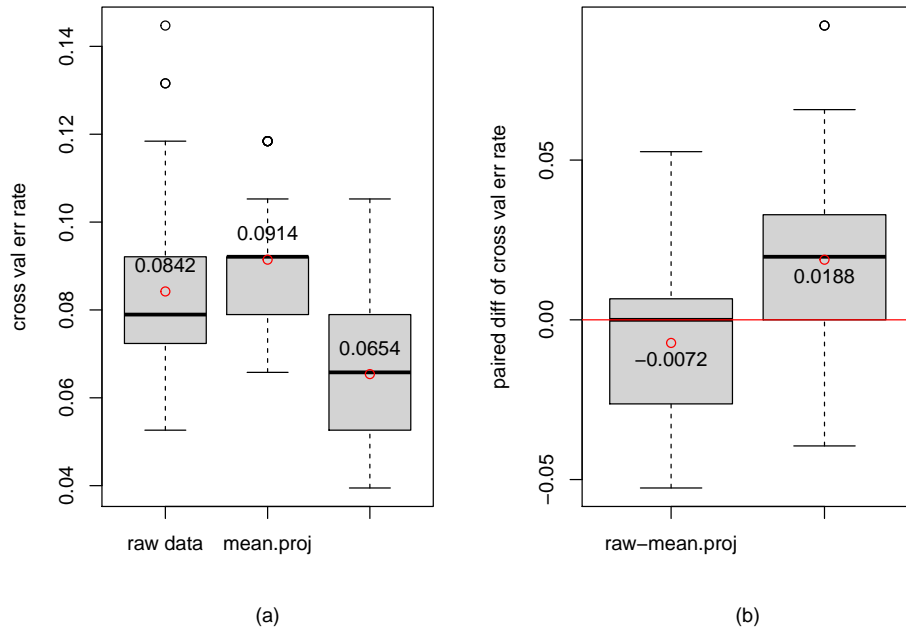 cross val err rate
0.14
0.12
0.10
0.08
0.06
0.04
0.0842
0.0914
0.0654
raw data
mean.proj
(a)
paired diff of cross val err rate
0.05
0.00
−0.05
−0.0072
0.0188
raw−mean.proj
(b)